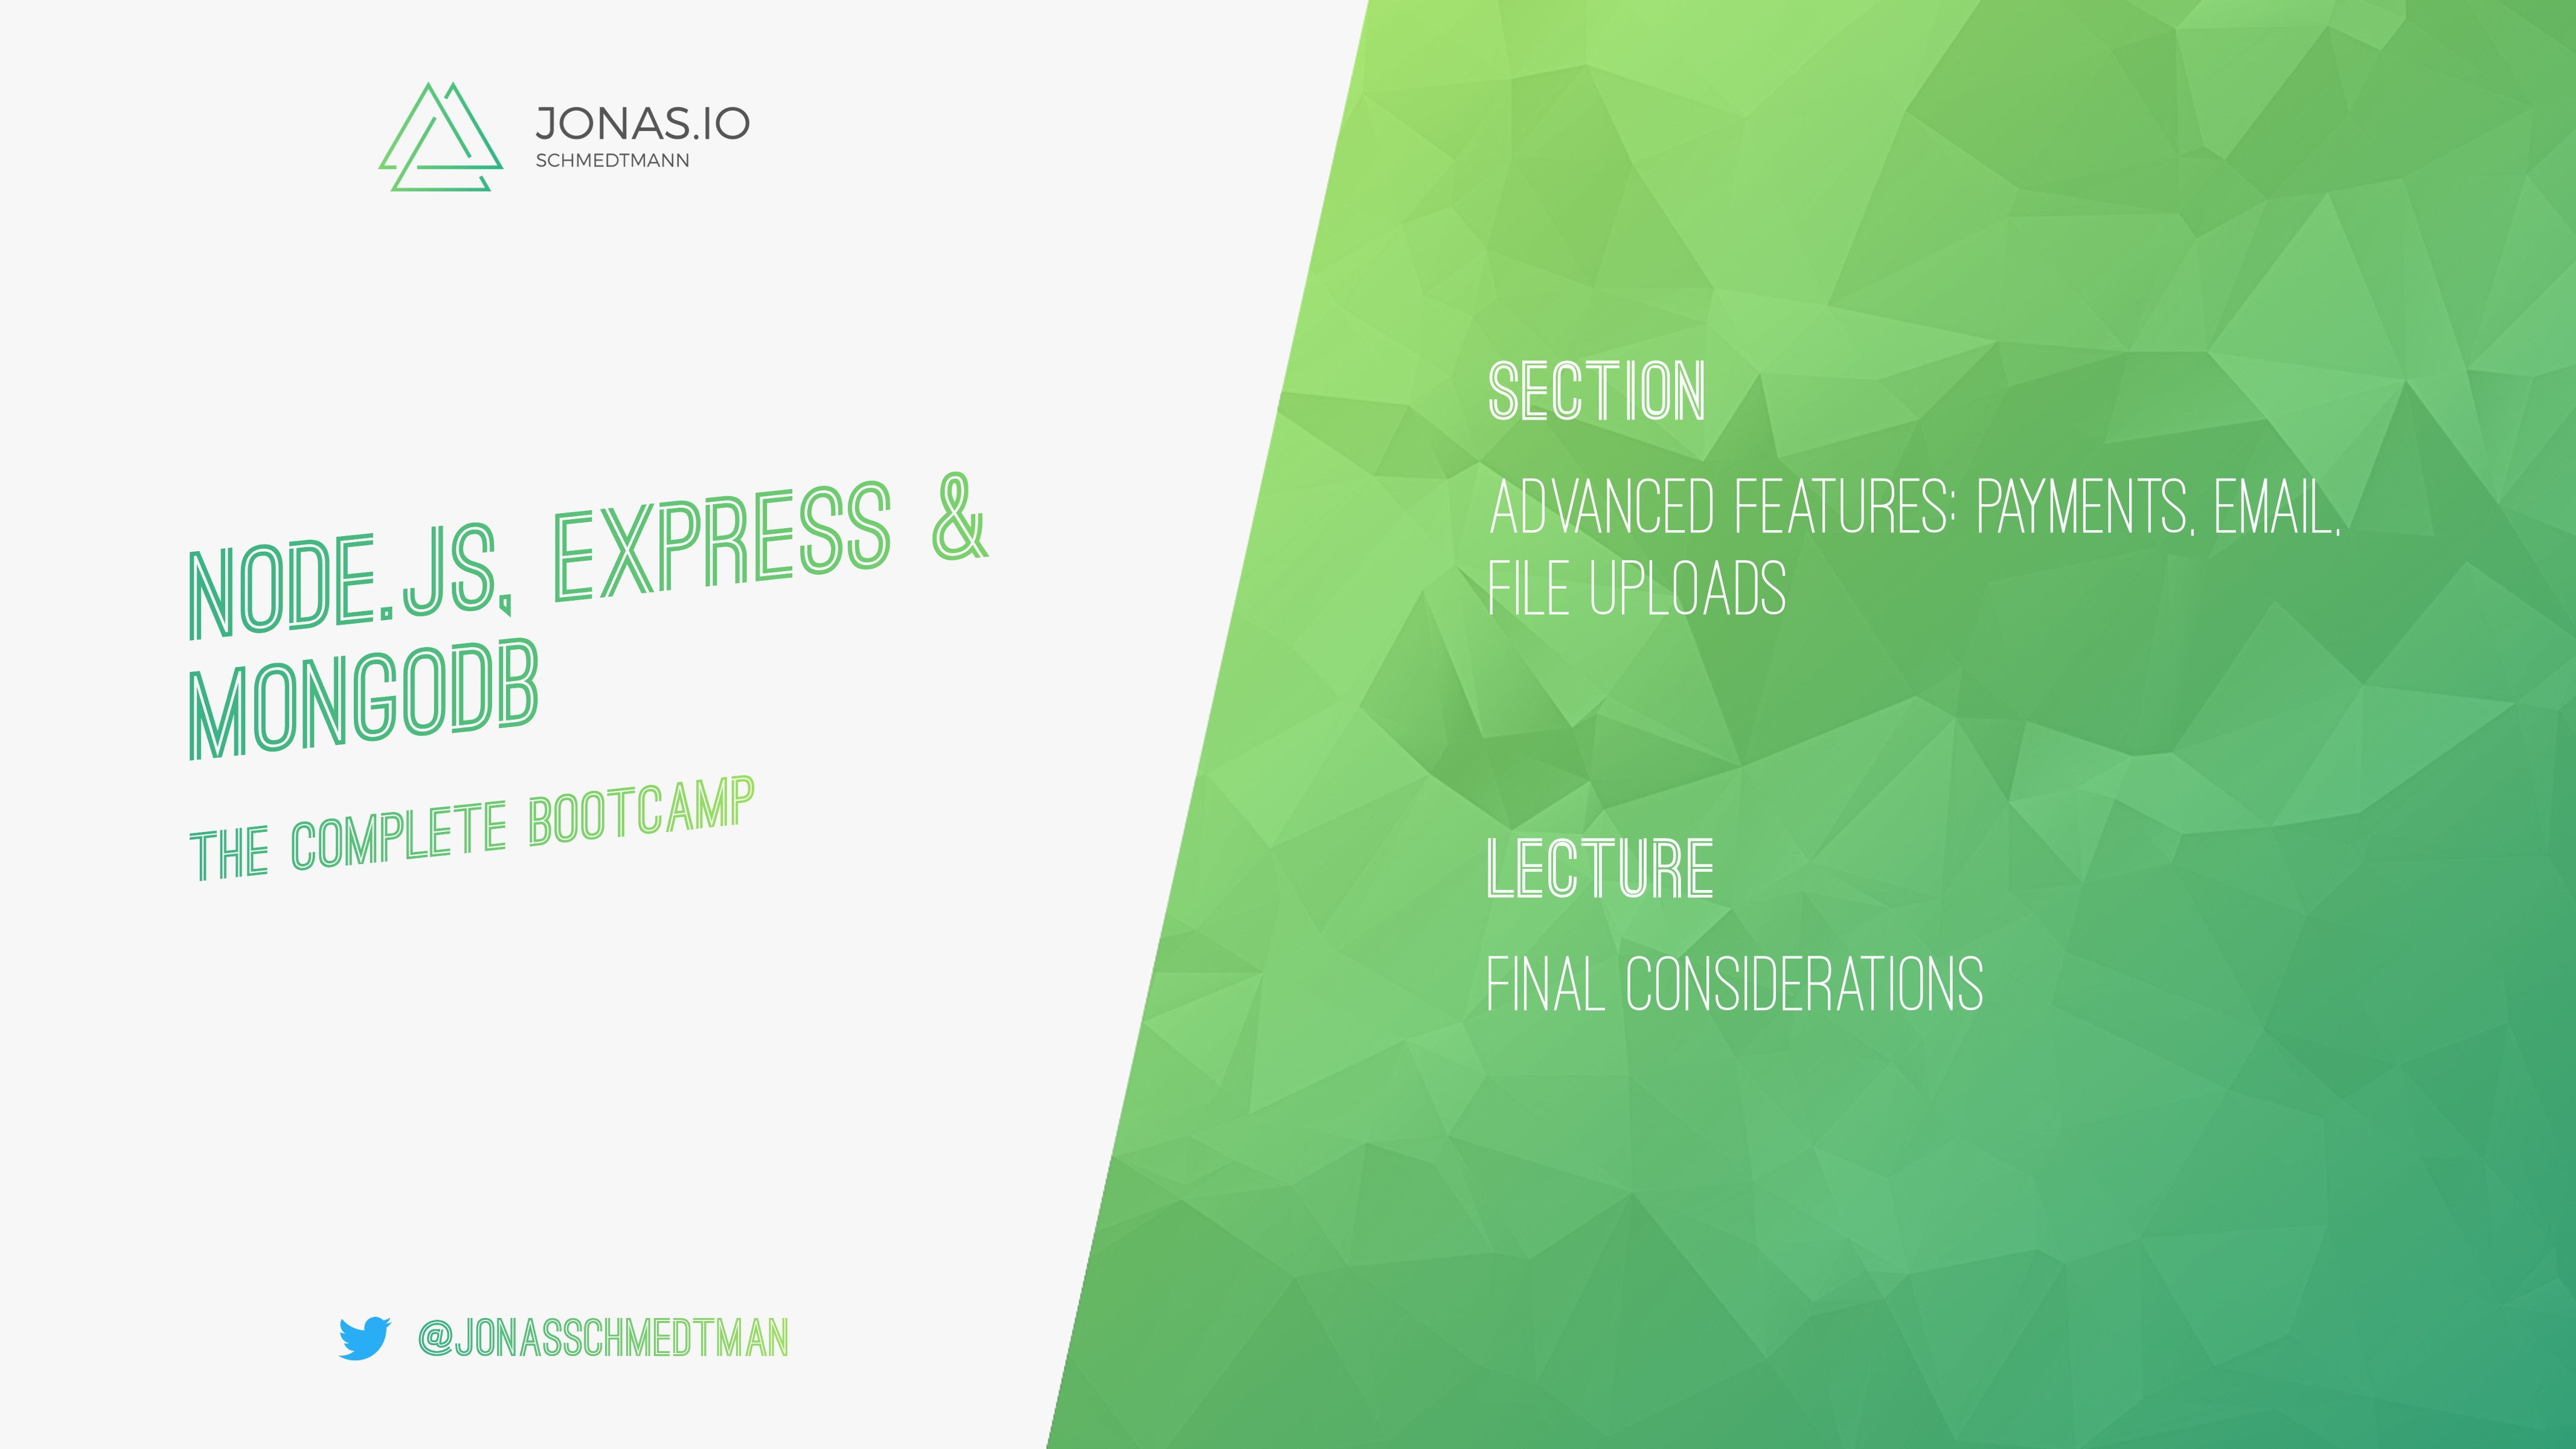 JONAS.IO
SCHMEDTMANN
NODE.JS, EXPRESS &
MONGODB
THE COMPLETE BOOTCAMP
@JONASSCHMEDTMAN
SECTION
ADVANCED FEATURES: PAYMENTS, EMAIL,
FILE UPLOADS
LECTURE
FINAL CONSIDERATIONS